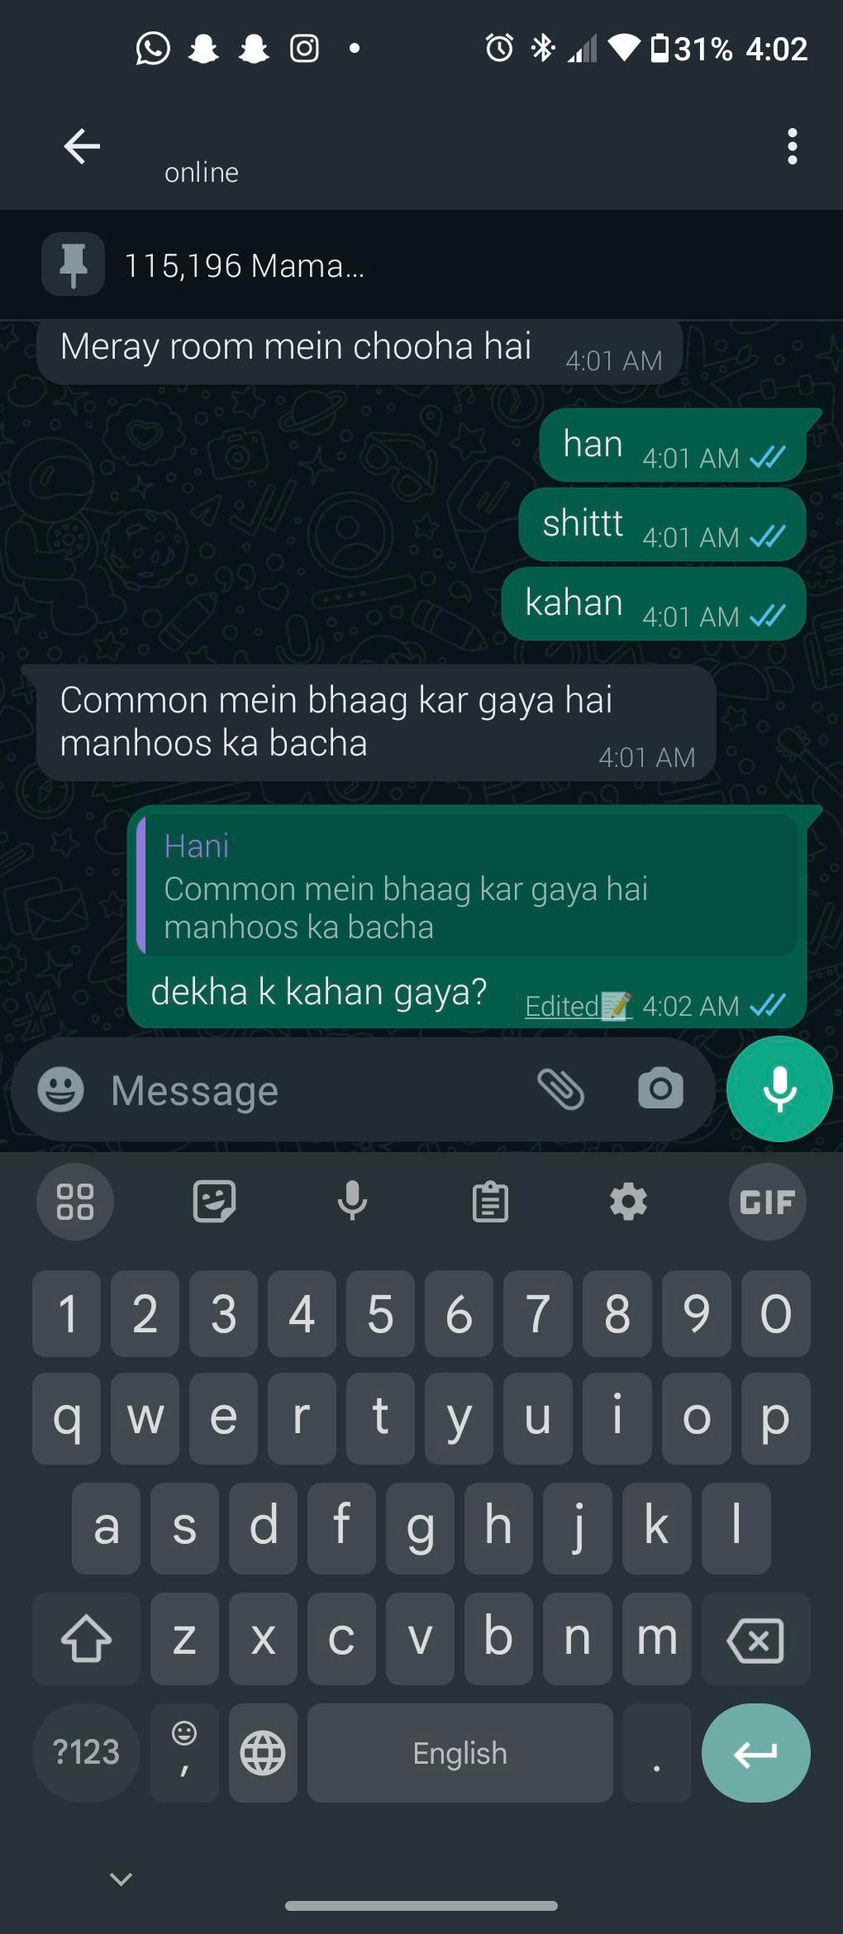 31% 4:02
online
115,196 Mama...
Meray room mein chooha hai 4:01 AM
han 4:01 AM
shittt 4:01 AM
kahan 4:01 AM
Common mein bhaag kar gaya hai
manhoos ka bacha 4:01 AM
Hani
Common mein bhaag kar gaya hai
manhoos ka bacha
dekha k kahan gaya? Edited📝 4:02 AM
Message
GIF
1 2 3 4 5 6 7 8 9 0
q w e r t y u i o p
a s d f g h j k l
z x c v b n m
?123 , English .